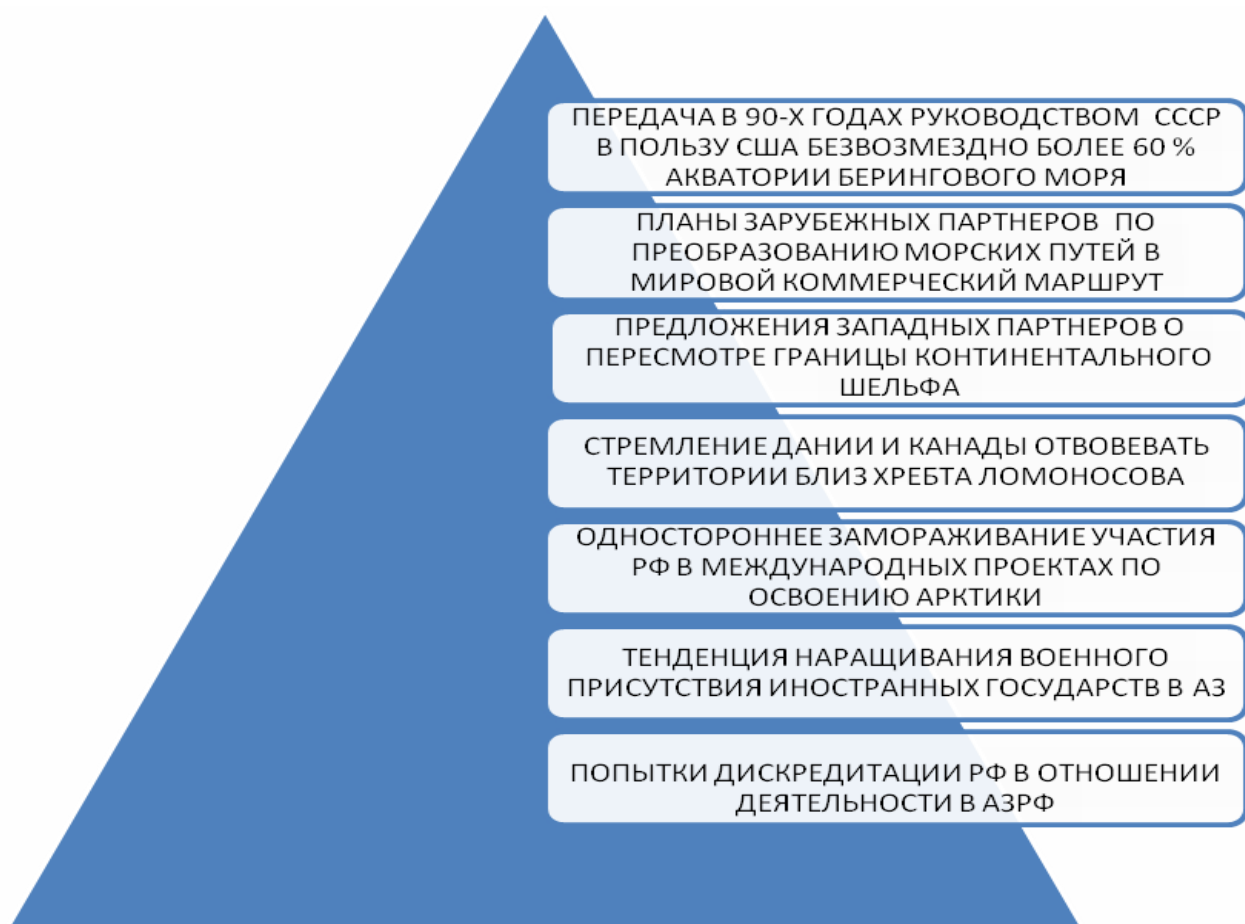 ПЕРЕДАЧА В 90-Х ГОДАХ РУКОВОДСТВОМ СССР
В ПОЛЬЗУ США БЕЗВОЗМЕЗДНО БОЛЕЕ 60 %
АКВАТОРИИ БЕРИНГОВОГО МОРЯ
ПЛАНЫ ЗАРУБЕЖНЫХ ПАРТНЕРОВ ПО
ПРЕОБРАЗОВАНИЮ МОРСКИХ ПУТЕЙ В
МИРОВОЙ КОММЕРЧЕСКИЙ МАРШРУТ
ПРЕДЛОЖЕНИЯ ЗАПАДНЫХ ПАРТНЕРОВ О
ПЕРЕСМОТРЕ ГРАНИЦЫ КОНТИНЕНТАЛЬНОГО
ШЕЛЬФА
СТРЕМЛЕНИЕ ДАНИИ И КАНАДЫ ОТВОВЕВАТЬ
ТЕРРИТОРИИ БЛИЗ ХРЕБТА ЛОМОНОСОВА
ОДНОСТОРОННЕЕ ЗАМОРАЖИВАНИЕ УЧАСТИЯ
РФ В МЕЖДУНАРОДНЫХ ПРОЕКТАХ ПО
ОСВОЕНИЮ АРКТИКИ
ТЕНДЕНЦИЯ НАРАЩИВАНИЯ ВОЕННОГО
ПРИСУТСТВИЯ ИНОСТРАННЫХ ГОСУДАРСТВ В АЗ
ПОПЫТКИ ДИСКРЕДИТАЦИИ РФ В ОТНОШЕНИИ
ДЕЯТЕЛЬНОСТИ В АЗРФ